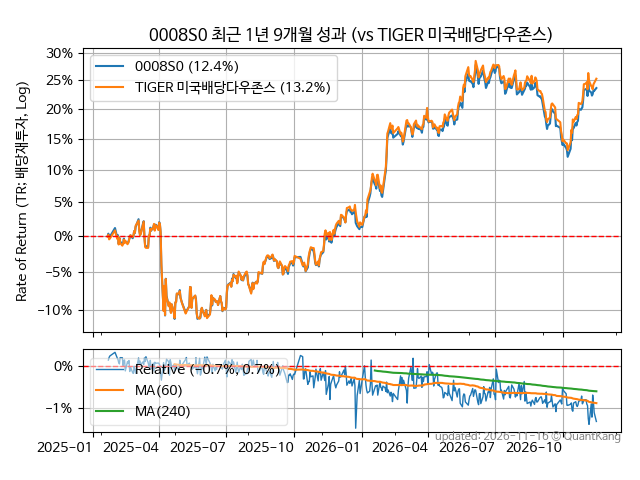 0008S0 최근 1년 9개월 성과 (vs TIGER 미국배당다우존스)
Rate of Return (TR; 배당재투자, Log)
30%
25%
20%
15%
10%
5%
0%
−5%
−10%
0008S0 (12.4%)
TIGER 미국배당다우존스 (13.2%)
0%
−1%
Relative (−0.7%, 0.7%)
MA(60)
MA(240)
2025-01 2025-04 2025-07 2025-10 2026-01 2026-04 2026-07 2026-10
updated: 2026-11-16 © QuantKang